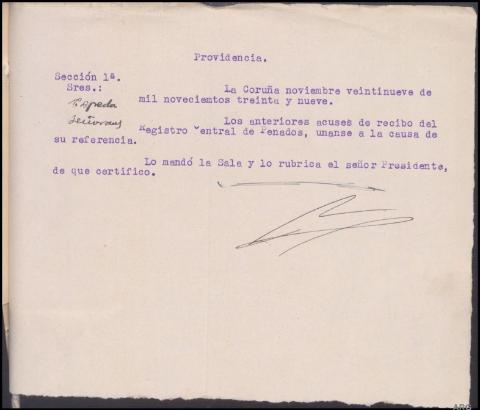 Providencia.
Sección 1ª.
Sres.:
La Coruña noviembre veintinueve de
mil novecientos treinta y nueve.
Los anteriores acuses de recibo del
Registro Central de Penados, unanse a la causa de
su referencia.
Lo mandó la Sala y lo rubrica el señor Presidente,
de que certifico.